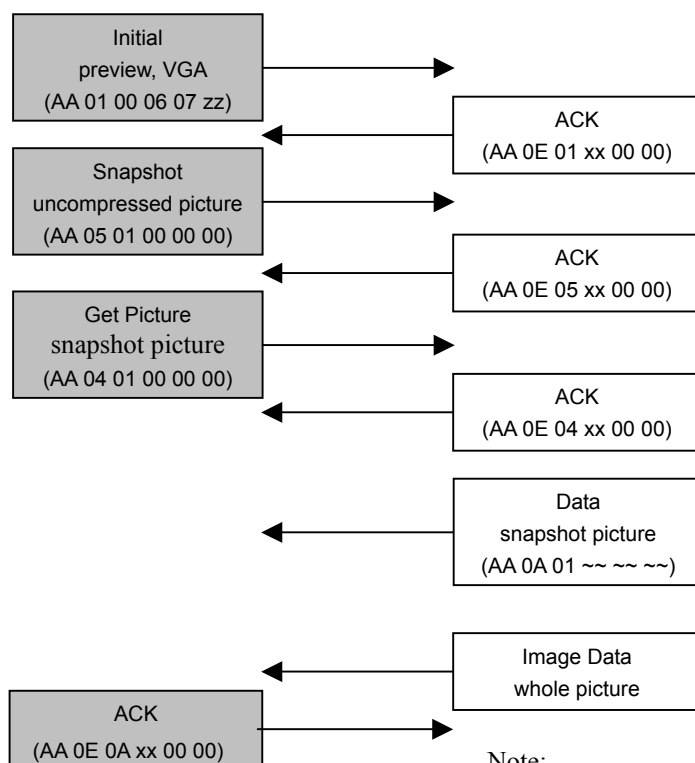 Initial
preview, VGA
(AA 01 00 06 07 zz)
ACK
(AA 0E 01 xx 00 00)
Snapshot
uncompressed picture
(AA 05 01 00 00 00)
ACK
(AA 0E 05 xx 00 00)
Get Picture
snapshot picture
(AA 04 01 00 00 00)
ACK
(AA 0E 04 xx 00 00)
Data
snapshot picture
(AA 0A 01 ~~ ~~ ~~)
Image Data
whole picture
ACK
(AA 0E 0A xx 00 00)
Note: